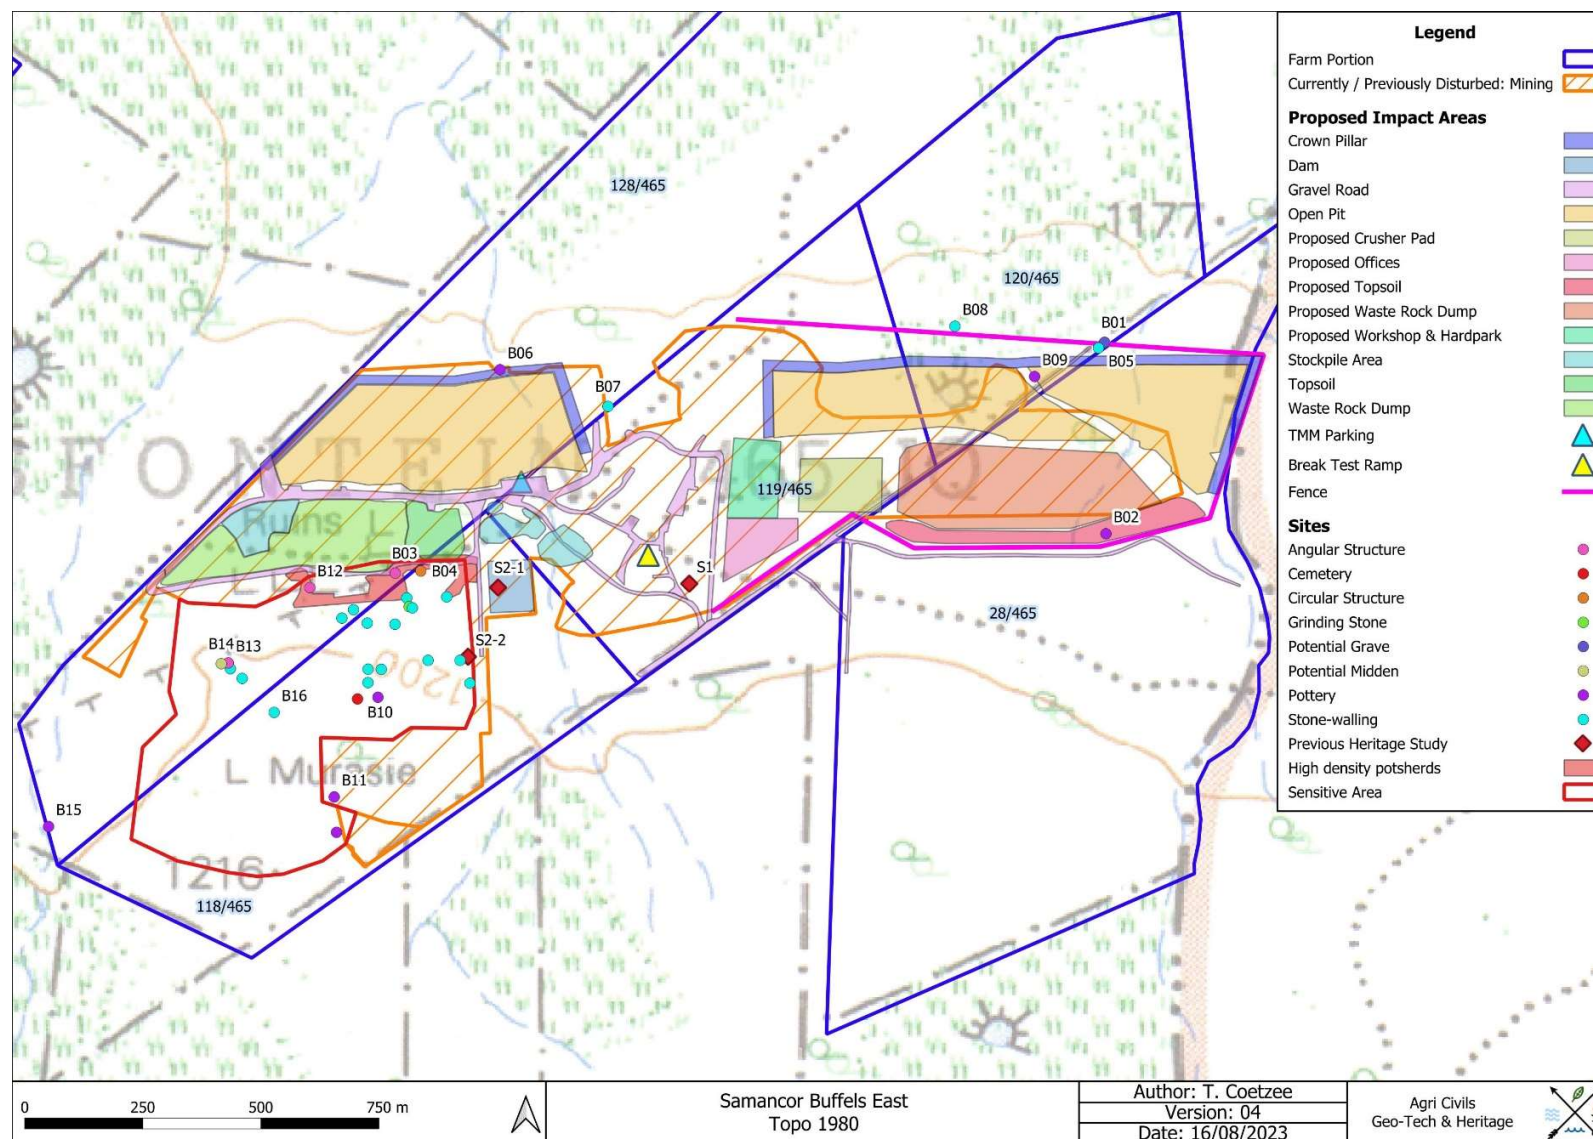 Legend
Farm Portion
Currently / Previously Disturbed: Mining
Proposed Impact Areas
Crown Pillar
Dam
Gravel Road
Open Pit
Proposed Crusher Pad
Proposed Offices
Proposed Topsoil
Proposed Waste Rock Dump
Proposed Workshop & Hardpark
Stockpile Area
Topsoil
Waste Rock Dump
TMM Parking
Break Test Ramp
Fence
Sites
Angular Structure
Cemetery
Circular Structure
Grinding Stone
Potential Grave
Potential Midden
Pottery
Stone-walling
Previous Heritage Study
High density potsherds
Sensitive Area
128/465
1177
120/465
B08
B01
B06
B09
B05
B07
SFONTEIN 465 JQ
119/465
Ruins L
B02
B03
B12
B04
S2-1
S1
28/465
S2-2
B14
B13
1200
B16
B10
L Murasie
B11
B15
1216
118/465
0 250 500 750 m
Samancor Buffels East
Topo 1980
Author: T. Coetzee
Version: 04
Date: 16/08/2023
Agri Civils
Geo-Tech & Heritage